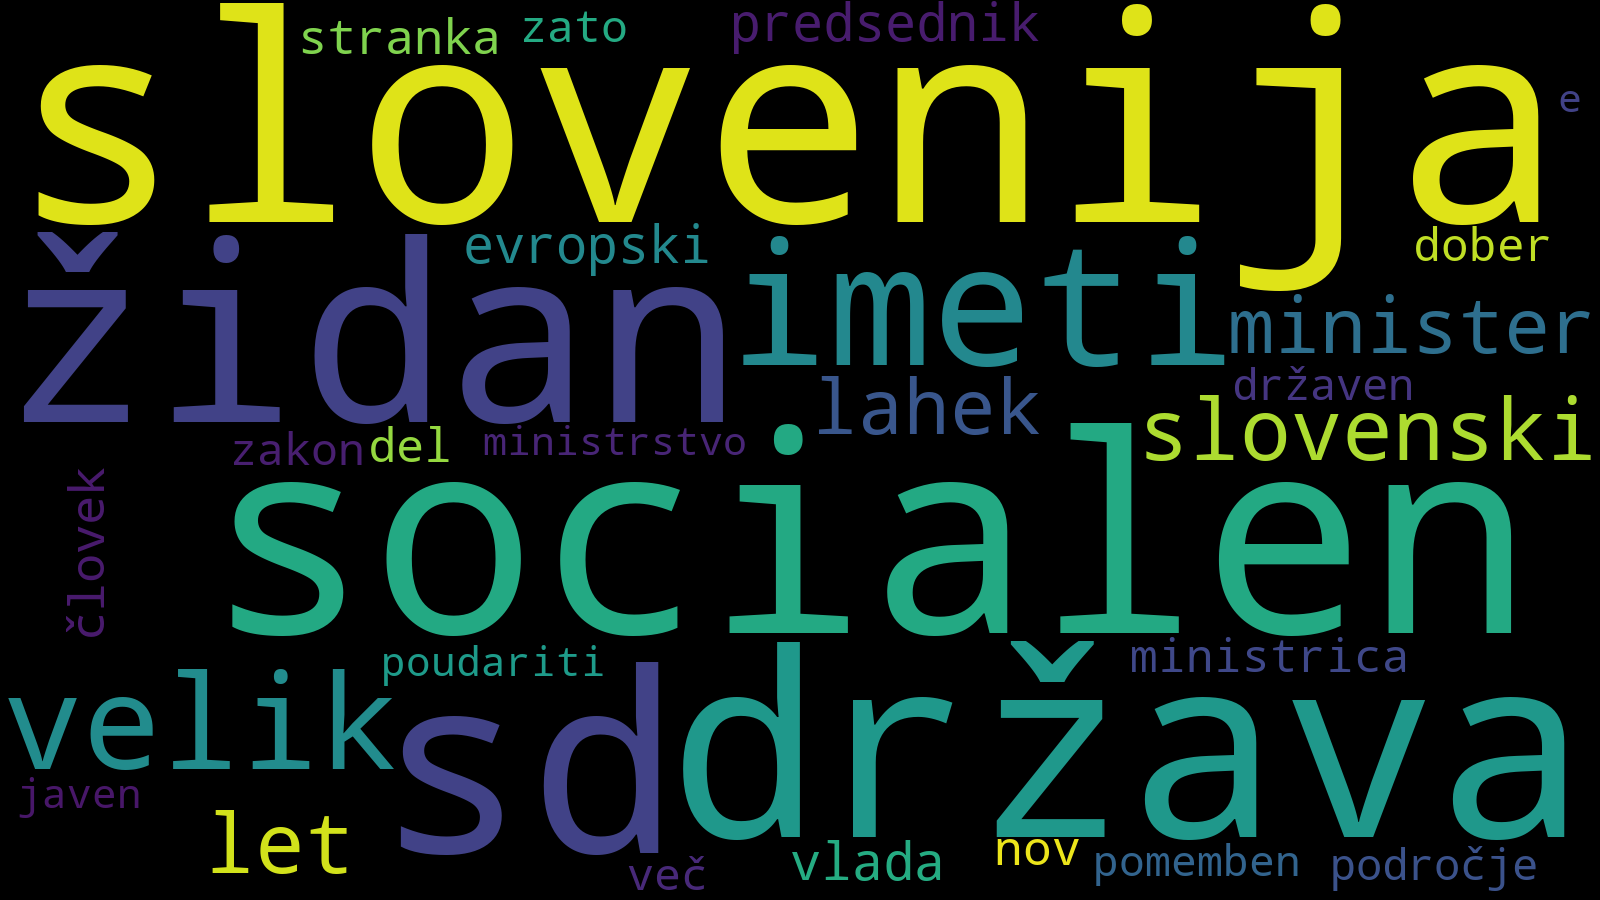 stranka zato predsednik
slovenija
e
evropski
dober
židan
imeti
minister
državen
lahek
slovenski
zakon del ministrstvo
socialen
človek
poudariti
ministrica
velik
sd
država
javen
let
nov
vlada
pomemben
področje
več